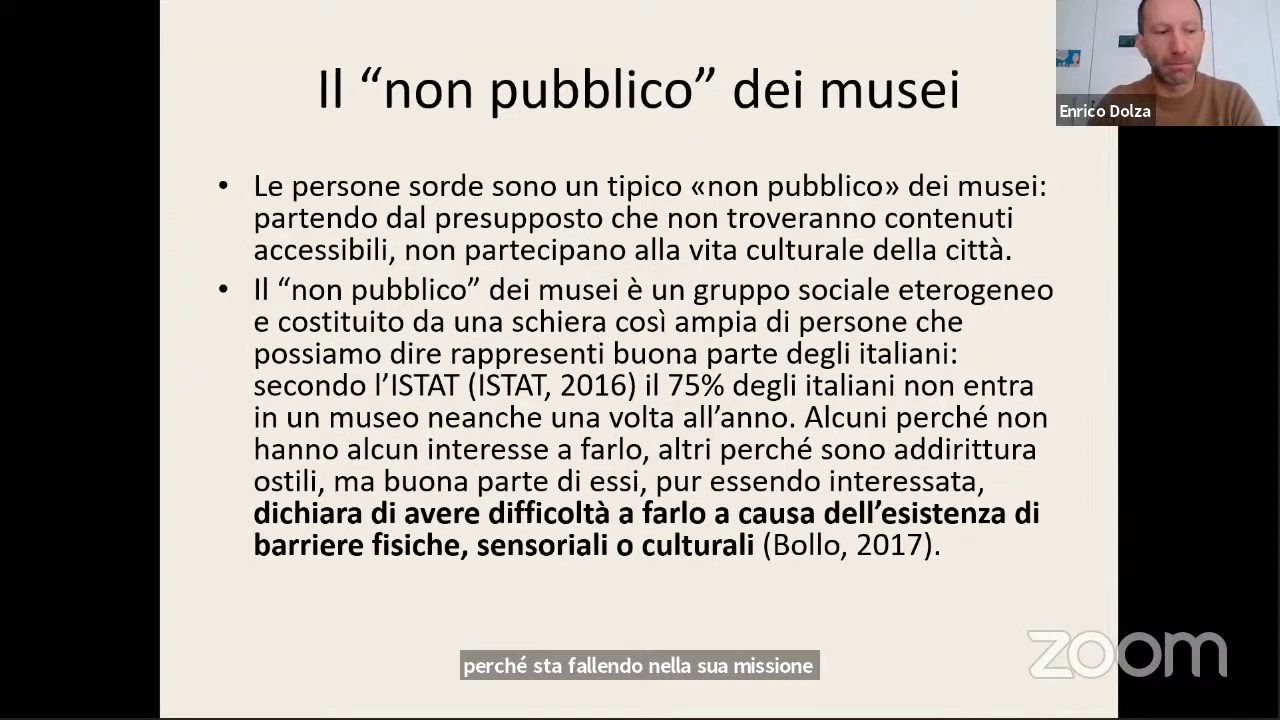 Il “non pubblico” dei musei
Enrico Dolza
• Le persone sorde sono un tipico «non pubblico» dei musei:
partendo dal presupposto che non troveranno contenuti
accessibili, non partecipano alla vita culturale della città.
• Il “non pubblico” dei musei è un gruppo sociale eterogeneo
e costituito da una schiera così ampia di persone che
possiamo dire rappresenti buona parte degli italiani:
secondo l’ISTAT (ISTAT, 2016) il 75% degli italiani non entra
in un museo neanche una volta all’anno. Alcuni perché non
hanno alcun interesse a farlo, altri perché sono addirittura
ostili, ma buona parte di essi, pur essendo interessata,
dichiara di avere difficoltà a farlo a causa dell’esistenza di
barriere fisiche, sensoriali o culturali (Bollo, 2017).
perché sta fallendo nella sua missione
zoom